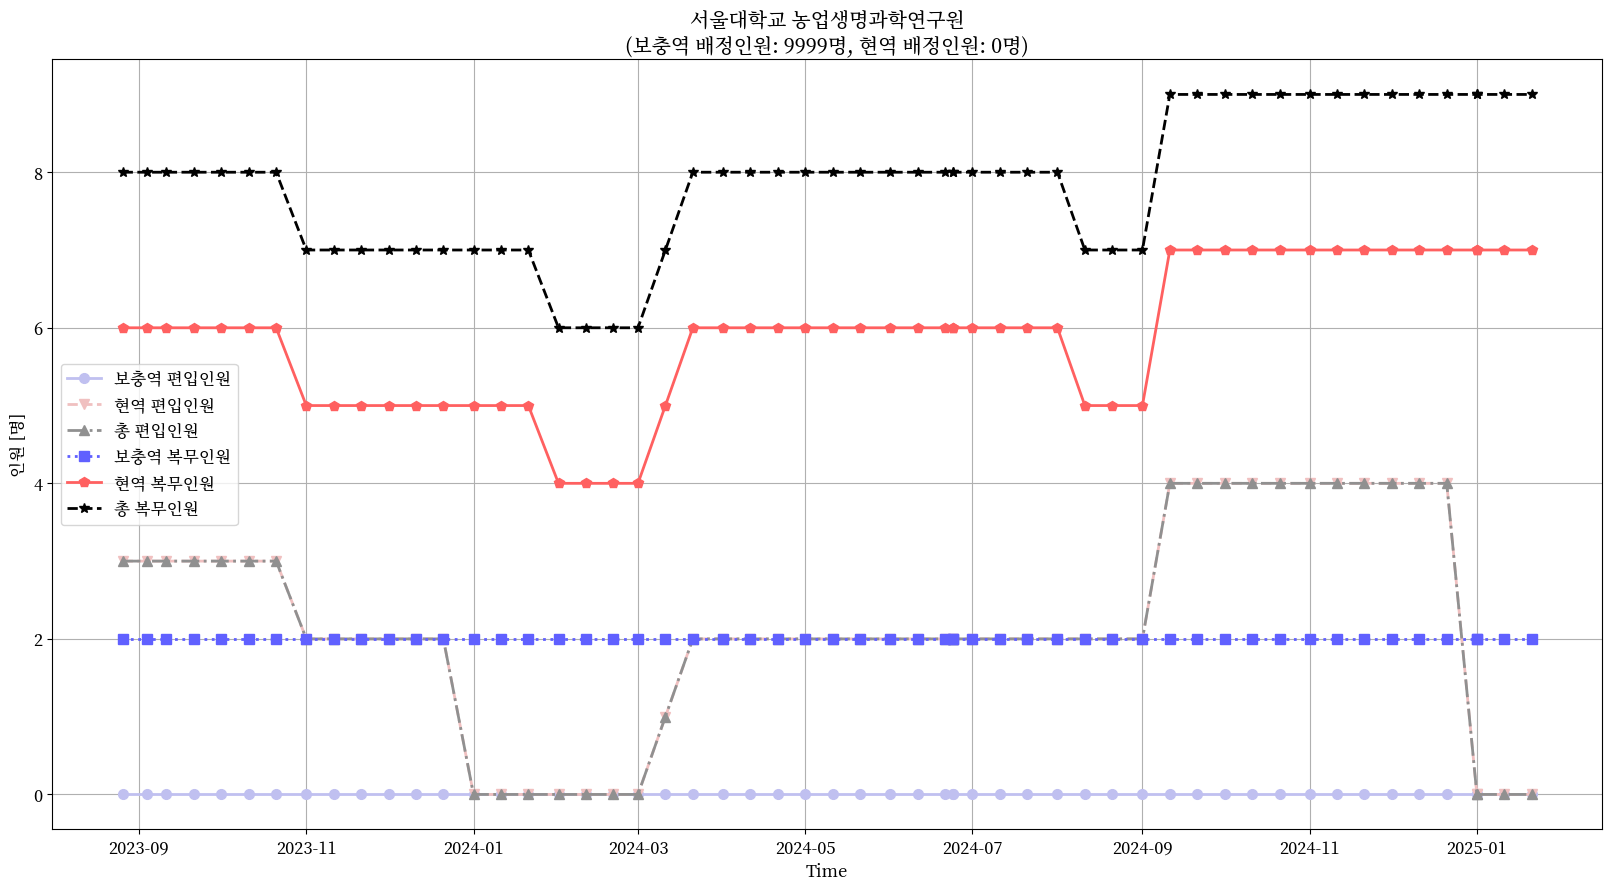 서울대학교 농업생명과학연구원
(보충역 배정인원: 9999명, 현역 배정인원: 0명)
8
6
4
2
0
인원 [명]
보충역 편입인원
현역 편입인원
총 편입인원
보충역 복무인원
현역 복무인원
총 복무인원
2023-09 2023-11 2024-01 2024-03 2024-05 2024-07 2024-09 2024-11 2025-01
Time